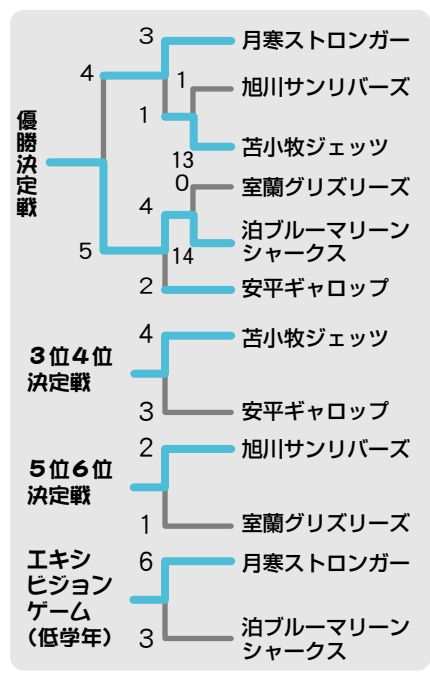 優勝決定戦
4
5
3
月寒ストロンガー
1
旭川サンリバーズ
1
13
苫小牧ジェッツ
0
室蘭グリズリーズ
4
14
泊ブルーマリーン
シャークス
2
安平ギャロップ
3位4位
決定戦
4
苫小牧ジェッツ
3
安平ギャロップ
5位6位
決定戦
2
旭川サンリバーズ
1
室蘭グリズリーズ
エキシ
ビジョン
ゲーム
(低学年)
6
月寒ストロンガー
3
泊ブルーマリーン
シャークス